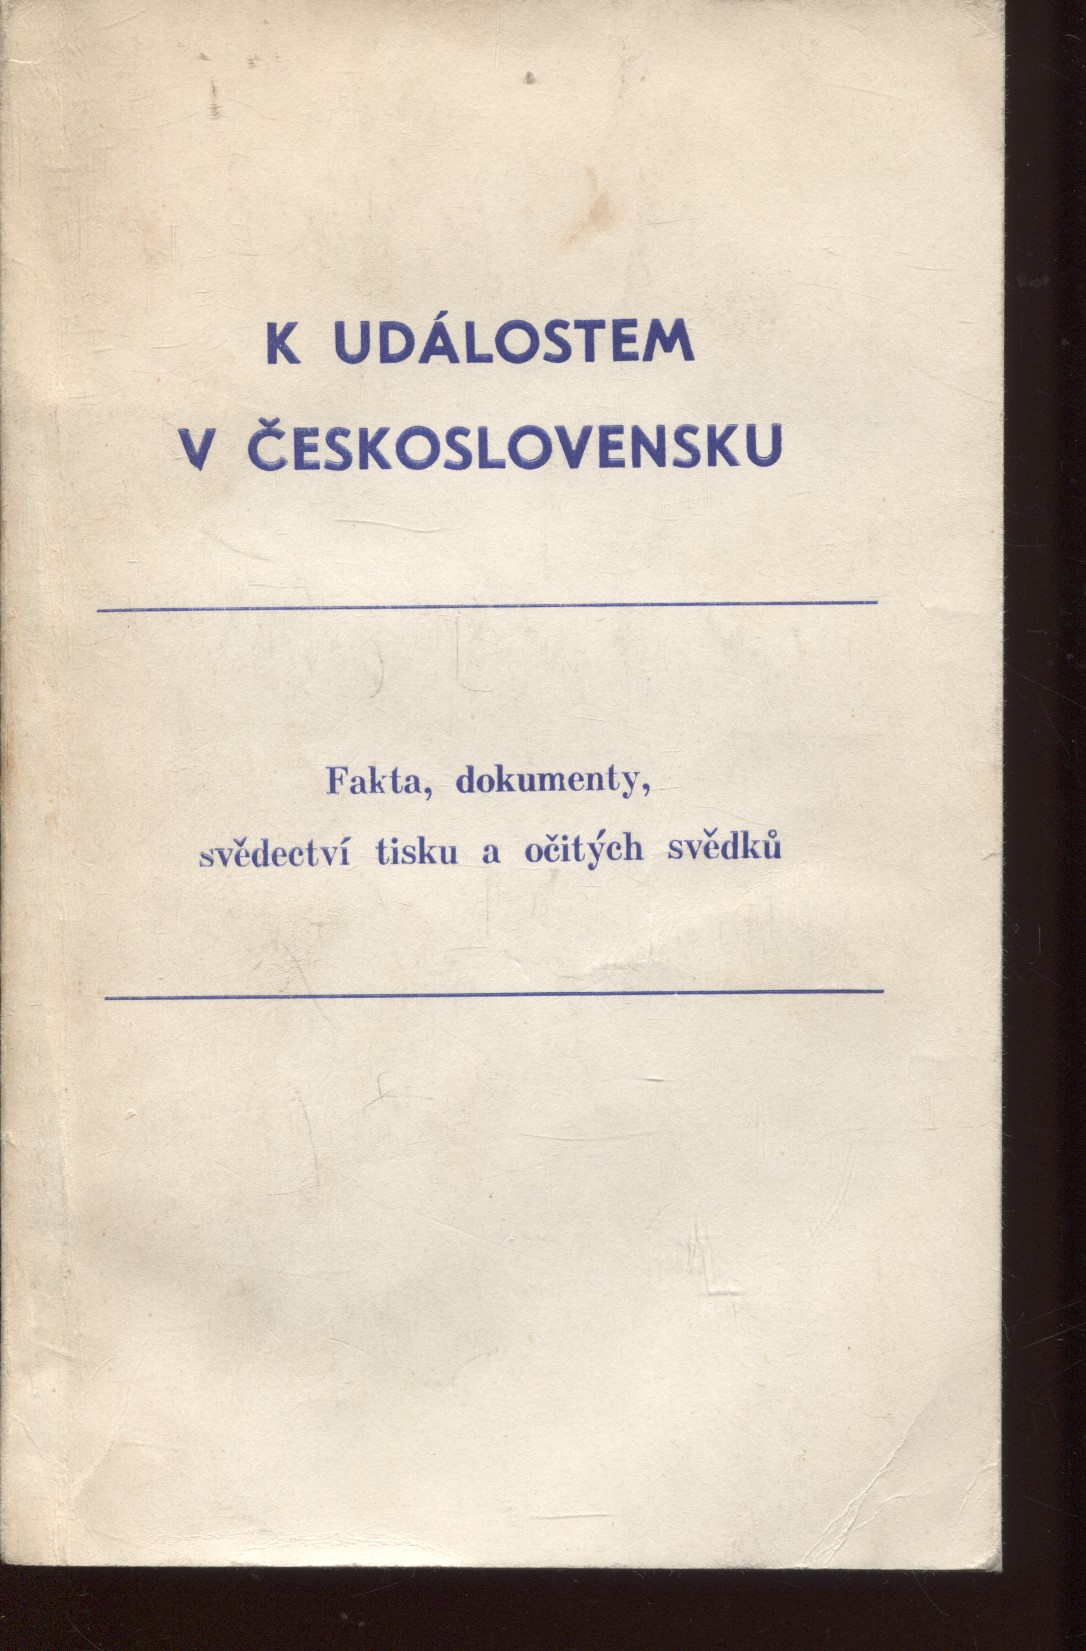 K UDÁLOSTEM
V ČESKOSLOVENSKU
Fakta, dokumenty,
svědectví tisku a očitých svědků